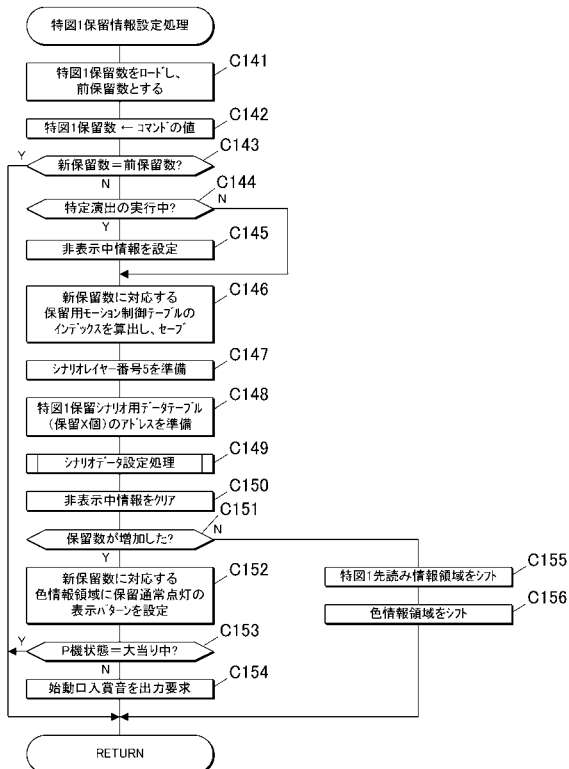 特図1保留情報設定処理
特図1保留数をロードし、
前保留数とする
C141
特図1保留数 ← コマンドの値
C142
新保留数=前保留数?
C143
Y
N
特定演出の実行中?
C144
N
Y
非表示中情報を設定
C145
新保留数に対応する
保留用モーション制御テーブルの
インデックスを算出し、セーブ
C146
シナリオレイヤー番号5を準備
C147
特図1保留シナリオ用データテーブル
(保留X個)のアドレスを準備
C148
シナリオデータ設定処理
C149
非表示中情報をクリア
C150
保留数が増加した?
C151
N
Y
新保留数に対応する
色情報領域に保留通常点灯の
表示パターンを設定
C152
特図1先読み情報領域をシフト
C155
色情報領域をシフト
C156
P機状態=大当り中?
C153
Y
N
始動口入賞音を出力要求
C154
RETURN